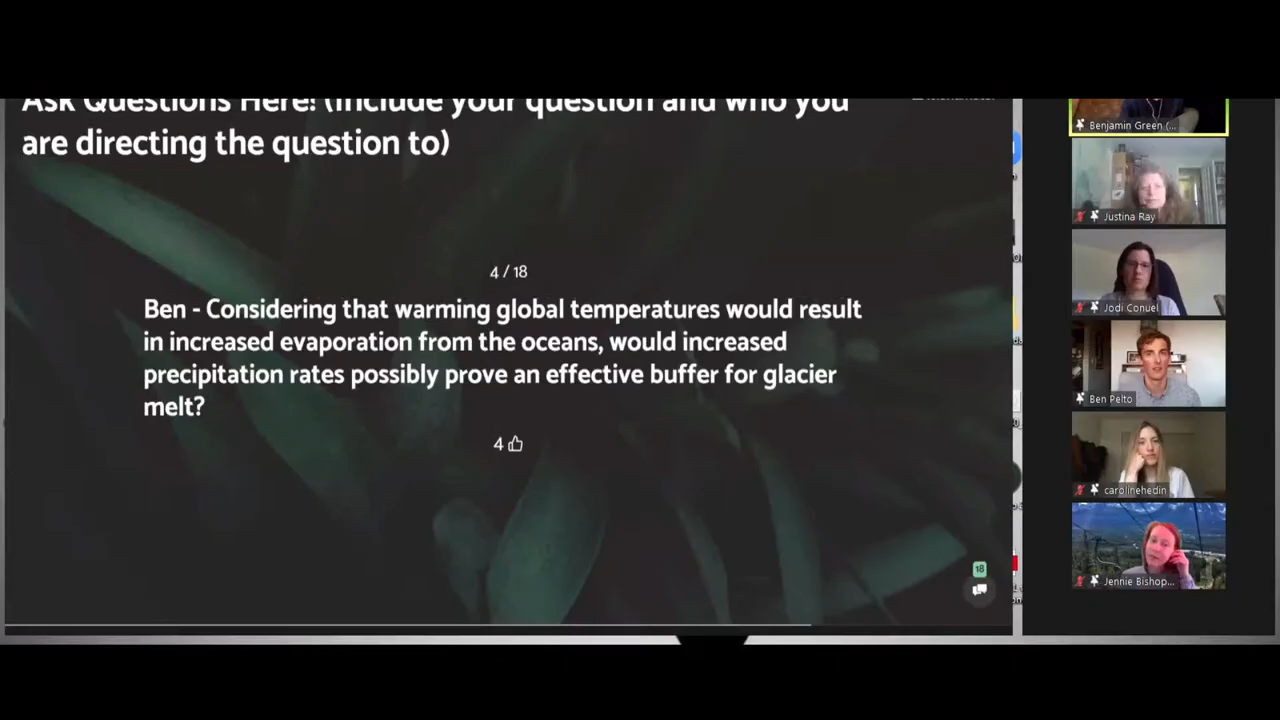 Ask Questions Here! (Include your question and who you
are directing the question to)
4 / 18
Ben - Considering that warming global temperatures would result
in increased evaporation from the oceans, would increased
precipitation rates possibly prove an effective buffer for glacier
melt?
4
18
Benjamin Green (...
Justina Ray
Jodi Conuel
Ben Pelto
carolinehedin
Jennie Bishop...